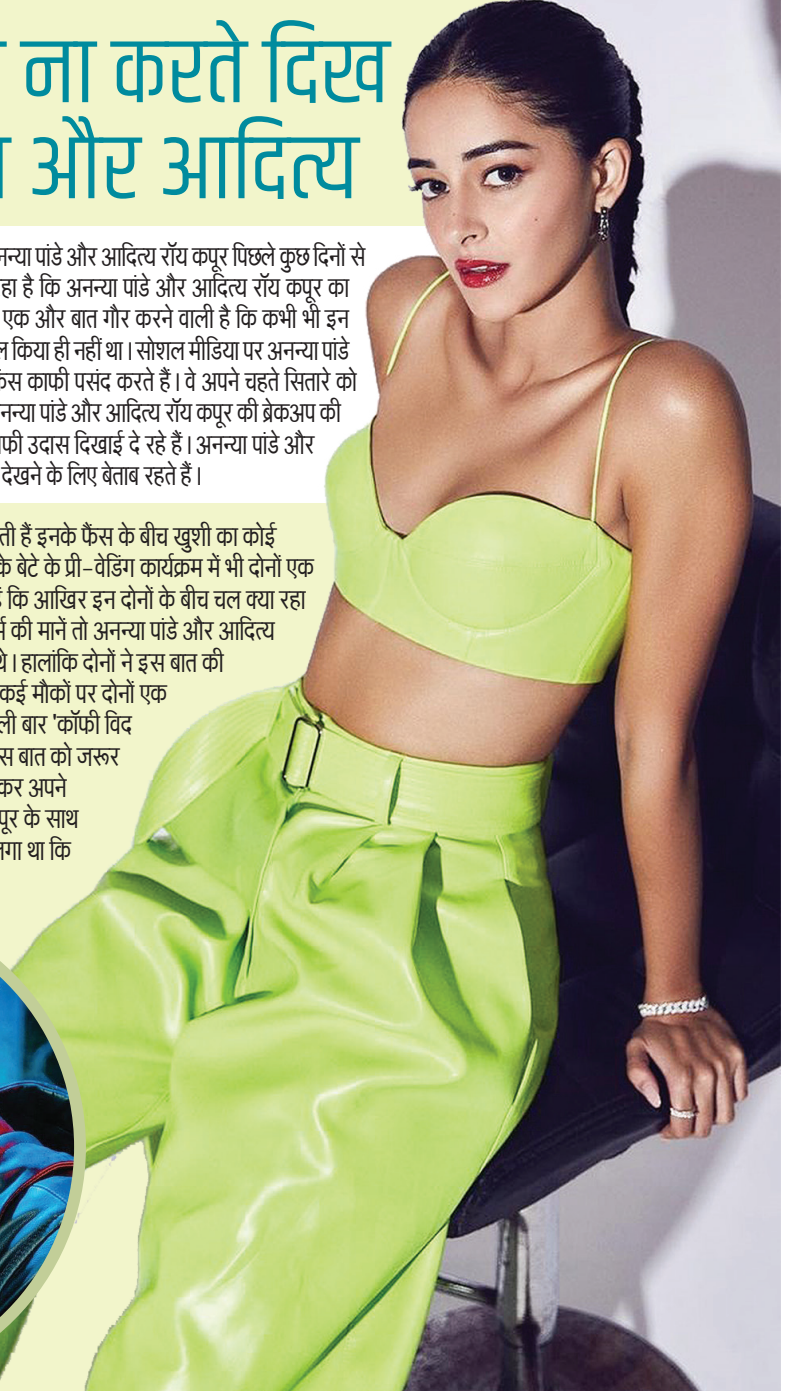 ना करते दिख
और आदित्य
पांडे और आदित्य रॉय कपूर पिछले कुछ दिनों से
है कि अनन्या पांडे और आदित्य रॉय कपूर का
एक और बात गौर करने वाली है कि कभी भी इन
किया ही नहीं था। सोशल मीडिया पर अनन्या पांडे
काफी पसंद करते हैं। वे अपने चहते सितारे को
पांडे और आदित्य रॉय कपूर की ब्रेकअप की
उदास दिखाई दे रहे हैं। अनन्या पांडे और
देखने के लिए बेताब रहते हैं।
हैं इनके फैंस के बीच खुशी का कोई
के बेटे के प्री-वेडिंग कार्यक्रम में भी दोनों एक
कि आखिर इन दोनों के बीच चल क्या रहा
की मानें तो अनन्या पांडे और आदित्य
थे। हालांकि दोनों ने इस बात की
कई मौकों पर दोनों एक
बार 'कॉफी विद
बात को जरूर
कर अपने
के साथ
था कि